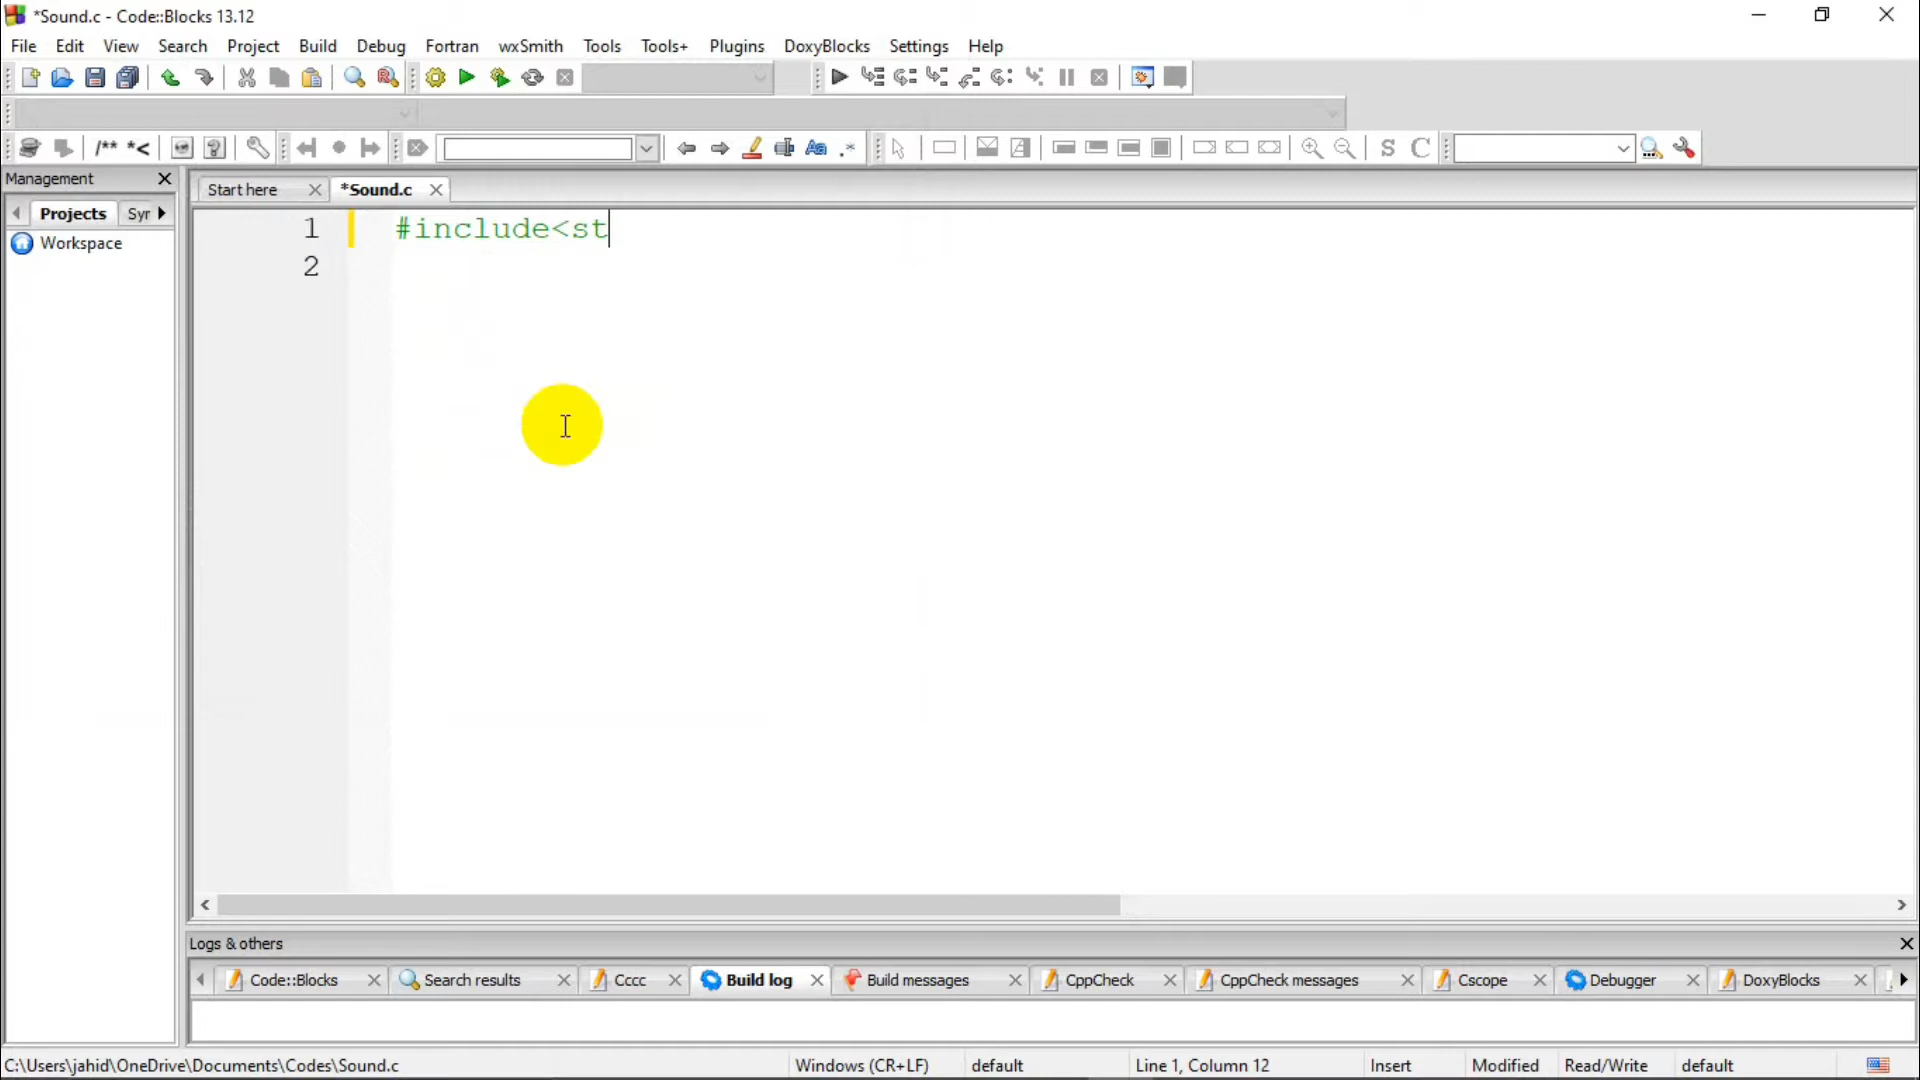 *Sound.c - Code::Blocks 13.12
File Edit View Search Project Build Debug Fortran wxSmith Tools Tools+ Plugins DoxyBlocks Settings Help
/** *<
Aa .* S C
Management
Start here *Sound.c
Projects Syr
Workspace
1 #include<st
2
Logs & others
Code::Blocks Search results Cccc Build log Build messages CppCheck CppCheck messages Cscope Debugger DoxyBlocks
C:\Users\jahid\OneDrive\Documents\Codes\Sound.c Windows (CR+LF) default Line 1, Column 12 Insert Modified Read/Write default